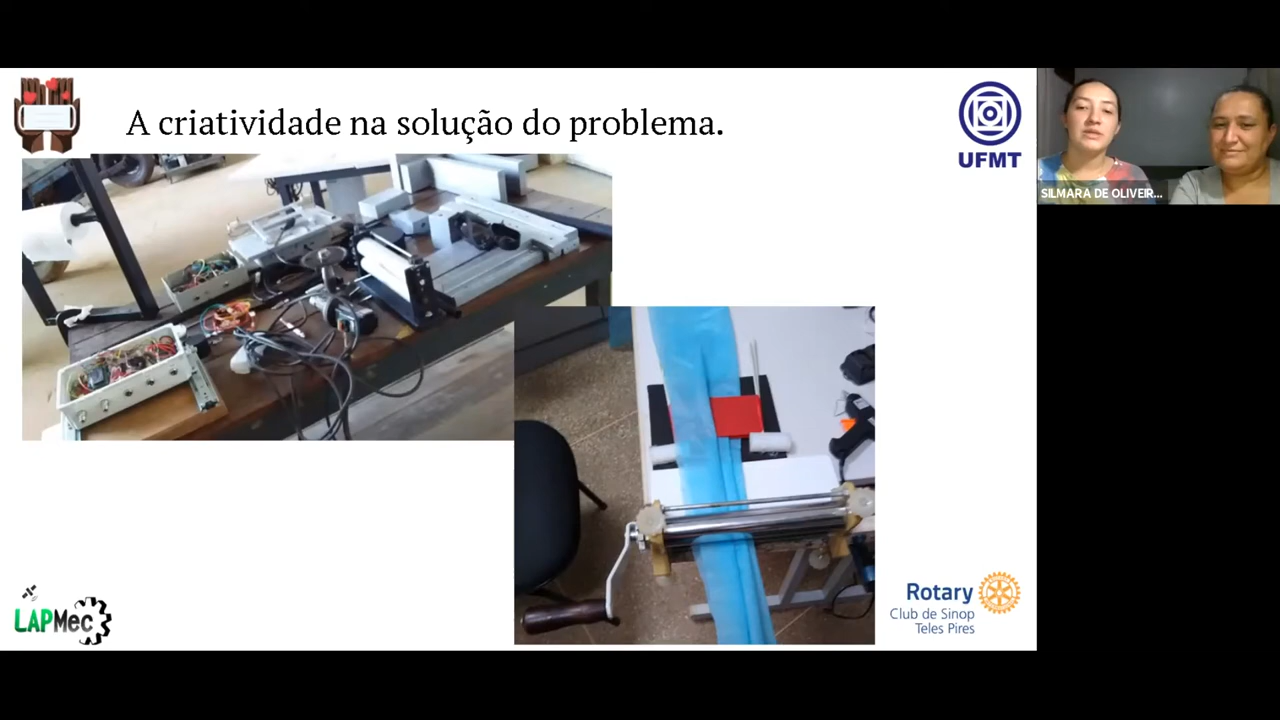 A criatividade na solução do problema.
UFMT
SILMARA DE OLIVEIR...
LAPMec
Rotary
Club de Sinop
Teles Pires